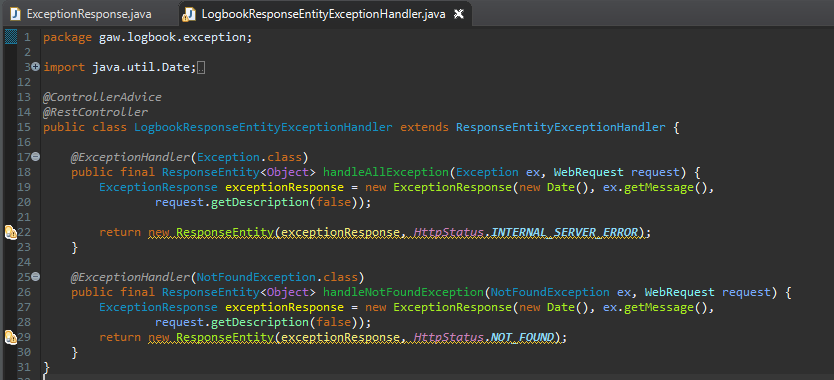 ExceptionResponse.java LogbookResponseEntityExceptionHandler.java
1 package gaw.logbook.exception;
2
3 import java.util.Date;
12
13 @ControllerAdvice
14 @RestController
15 public class LogbookResponseEntityExceptionHandler extends ResponseEntityExceptionHandler {
16
17 @ExceptionHandler(Exception.class)
18 public final ResponseEntity<Object> handleAllException(Exception ex, WebRequest request) {
19 ExceptionResponse exceptionResponse = new ExceptionResponse(new Date(), ex.getMessage(),
20 request.getDescription(false));
21
22 return new ResponseEntity(exceptionResponse, HttpStatus.INTERNAL_SERVER_ERROR);
23 }
24
25 @ExceptionHandler(NotFoundException.class)
26 public final ResponseEntity<Object> handleNotFoundException(NotFoundException ex, WebRequest request) {
27 ExceptionResponse exceptionResponse = new ExceptionResponse(new Date(), ex.getMessage(),
28 request.getDescription(false));
29 return new ResponseEntity(exceptionResponse, HttpStatus.NOT_FOUND);
30 }
31 }